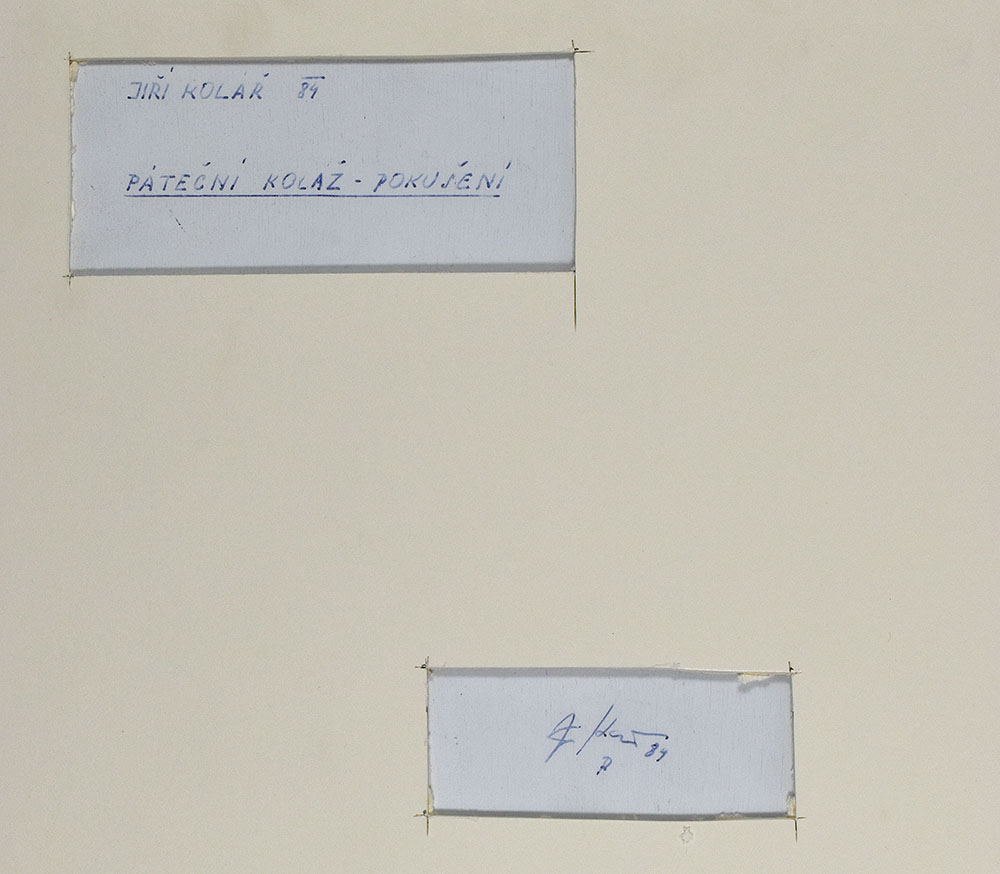 JIŘÍ KOLÁŘ 84
PÁTEČNÍ KOLÁŽ - POKUŠENÍ
84